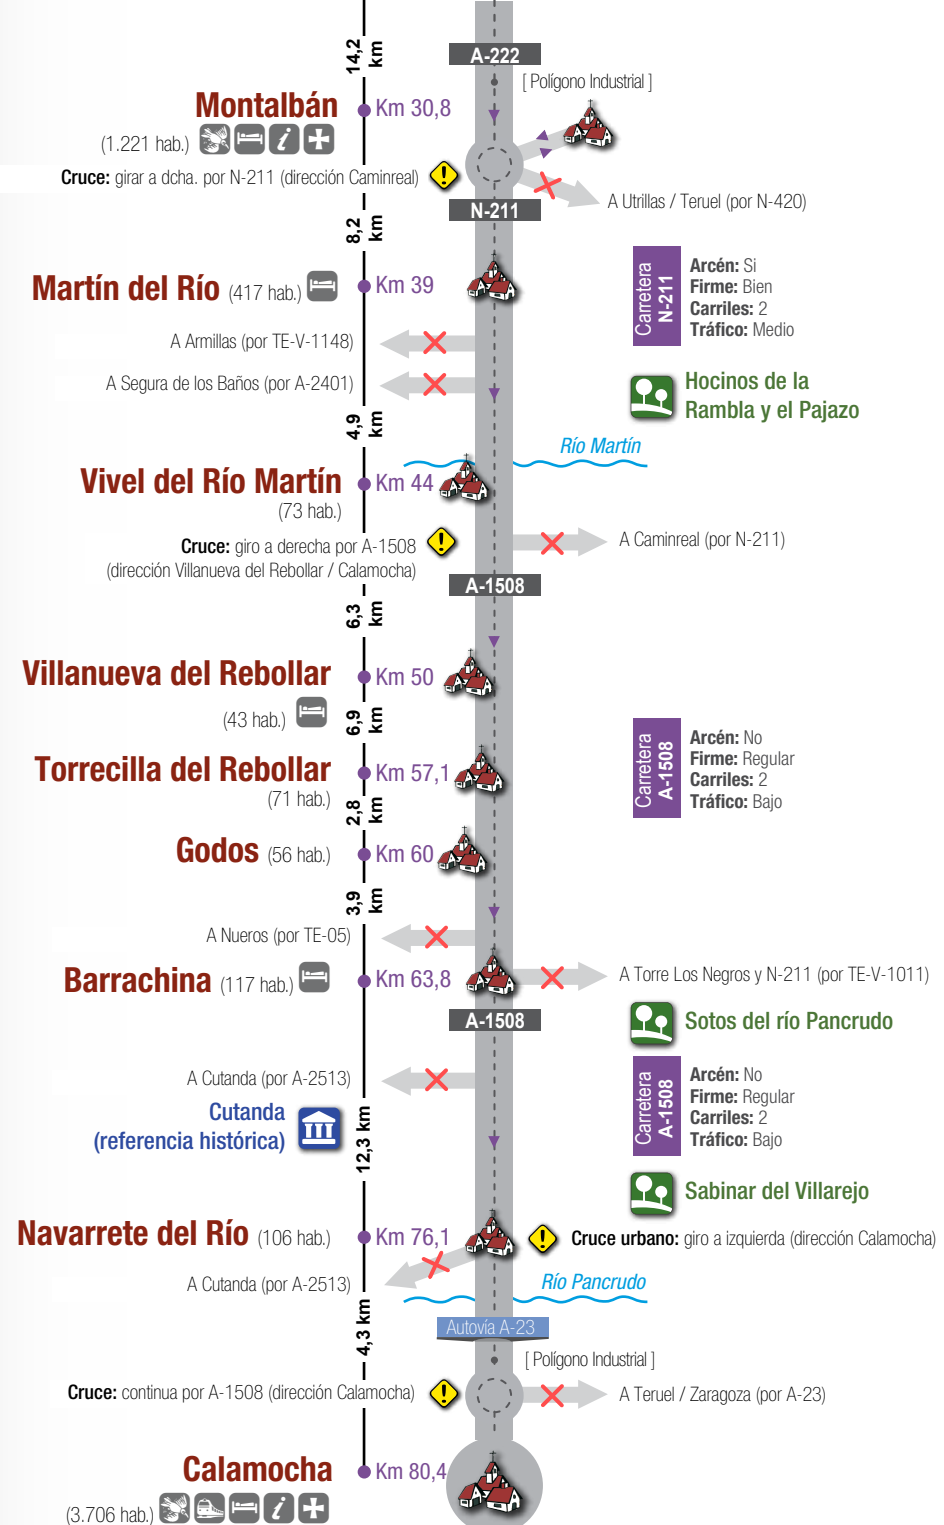 14,2 km
A-222
[ Polígono Industrial ]
Montalbán
Km 30,8
(1.221 hab.)
Cruce: girar a dcha. por N-211 (dirección Caminreal)
A Utrillas / Teruel (por N-420)
N-211
8,2 km
Martín del Río (417 hab.)
Km 39
Carretera N-211
Arcén: Si
Firme: Bien
Carriles: 2
Tráfico: Medio
A Armillas (por TE-V-1148)
A Segura de los Baños (por A-2401)
Hocinos de la
Rambla y el Pajazo
4,9 km
Río Martín
Vivel del Río Martín
Km 44
(73 hab.)
Cruce: giro a derecha por A-1508
(dirección Villanueva del Rebollar / Calamocha)
A Caminreal (por N-211)
A-1508
6,3 km
Villanueva del Rebollar
Km 50
(43 hab.)
6,9 km
Carretera A-1508
Arcén: No
Firme: Regular
Carriles: 2
Tráfico: Bajo
Torrecilla del Rebollar
Km 57,1
(71 hab.)
2,8 km
Godos (56 hab.)
Km 60
3,9 km
A Nueros (por TE-05)
Barrachina (117 hab.)
Km 63,8
A Torre Los Negros y N-211 (por TE-V-1011)
A-1508
Sotos del río Pancrudo
A Cutanda (por A-2513)
Cutanda
(referencia histórica)
12,3 km
Carretera A-1508
Arcén: No
Firme: Regular
Carriles: 2
Tráfico: Bajo
Sabinar del Villarejo
Navarrete del Río (106 hab.)
Km 76,1
Cruce urbano: giro a izquierda (dirección Calamocha)
A Cutanda (por A-2513)
Río Pancrudo
4,3 km
Autovía A-23
[ Polígono Industrial ]
Cruce: continua por A-1508 (dirección Calamocha)
A Teruel / Zaragoza (por A-23)
Calamocha
Km 80,4
(3.706 hab.)